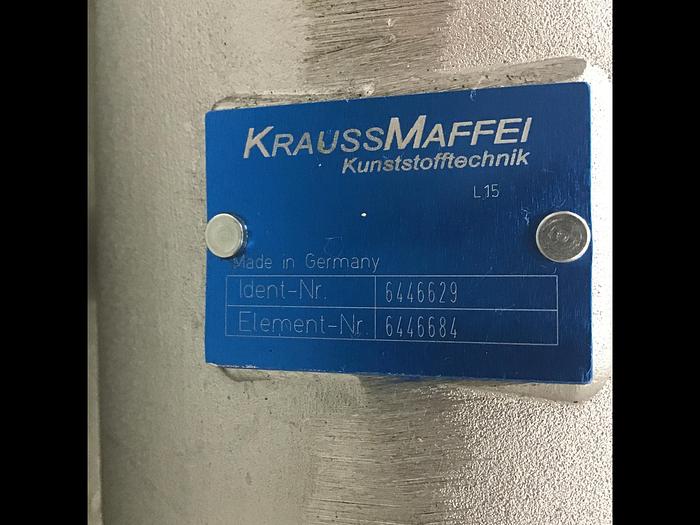 KRAUSSMAFFEI
Kunststofftechnik
L15
Made in Germany
Ident-Nr. 6446629
Element-Nr. 6446684